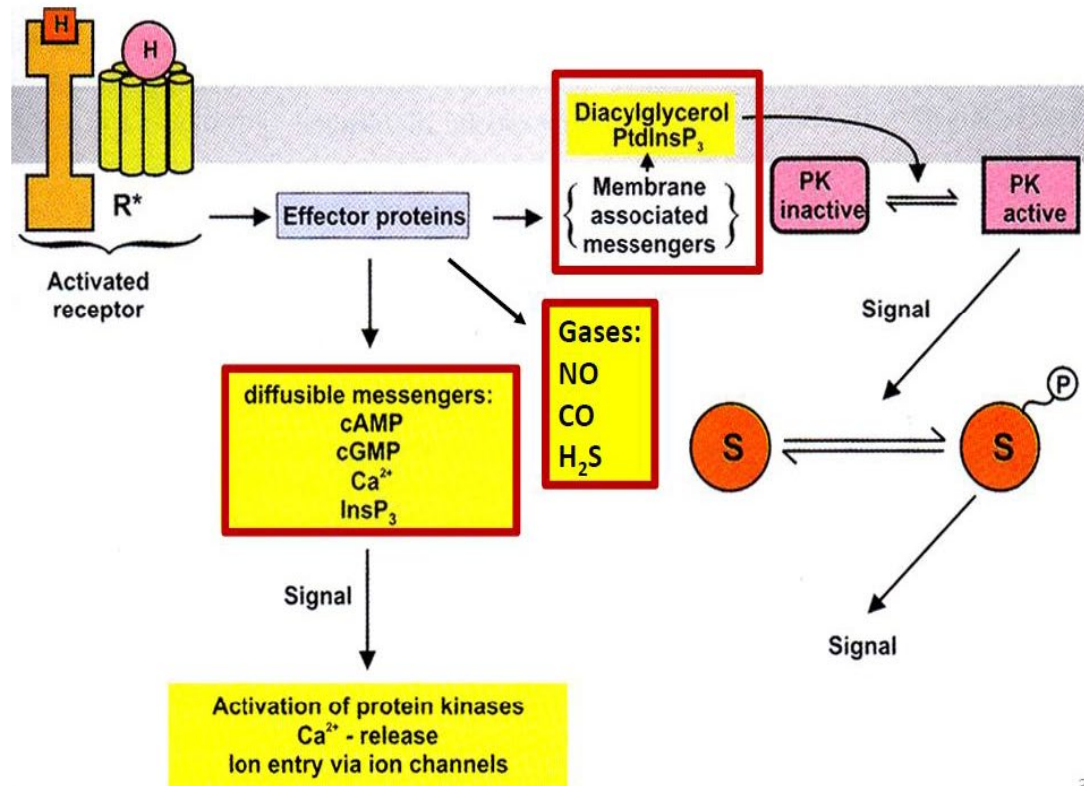 H
H
R*
Activated
receptor
Effector proteins
Diacylglycerol
PtdInsP₃
Membrane
associated
messengers
PK
inactive
PK
active
Signal
S
S
P
Signal
Gases:
NO
CO
H₂S
diffusible messengers:
cAMP
cGMP
Ca²⁺
InsP₃
Signal
Activation of protein kinases
Ca²⁺ - release
Ion entry via ion channels